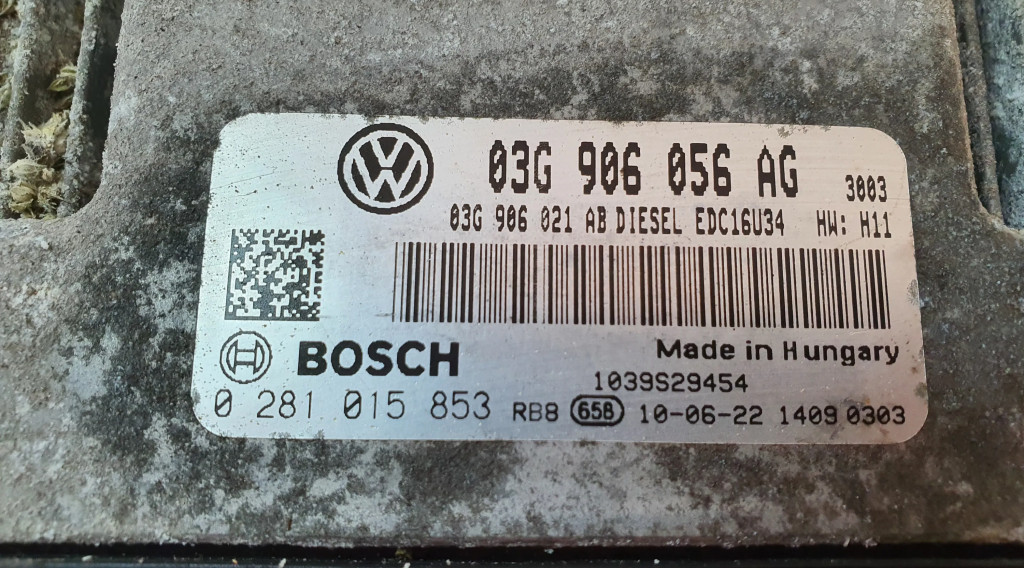 VW
03G 906 056 AG 3003
03G 906 021 AB DIESEL EDC16U34 HW: H11
BOSCH Made in Hungary
1039S29454
0 281 015 853 RB8 658 10-06-22 1409 0303